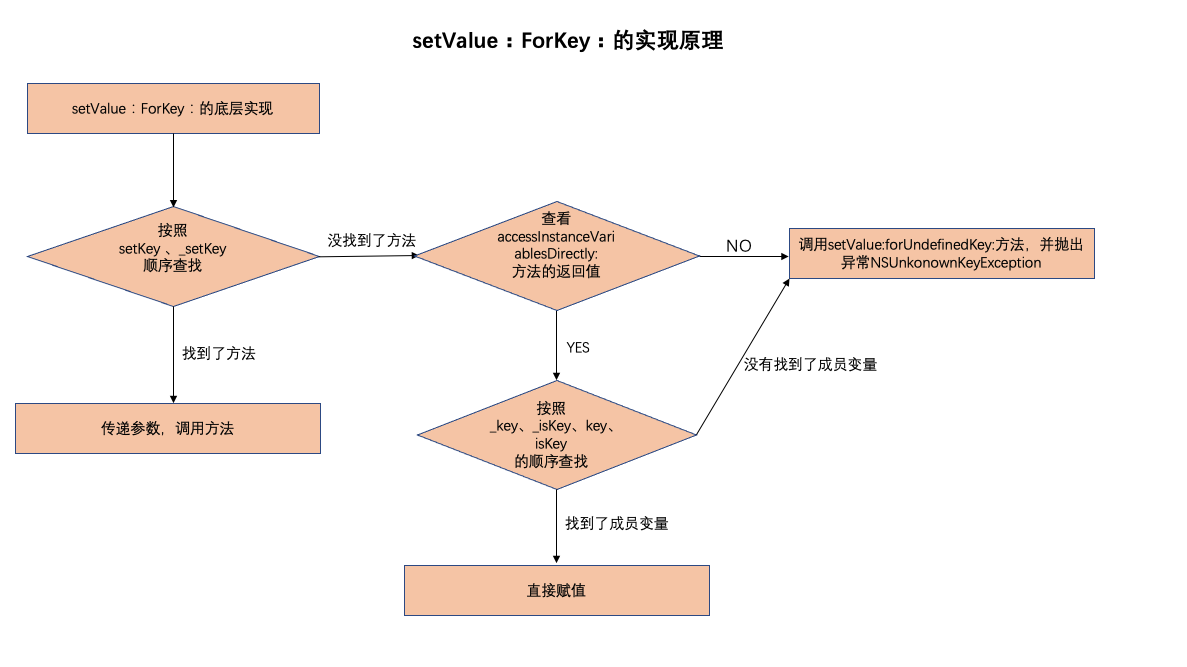 setValue：ForKey：的实现原理
setValue：ForKey：的底层实现
按照
setKey 、_setKey
顺序查找
没找到了方法
查看
accessInstanceVari
ablesDirectly:
方法的返回值
NO
调用setValue:forUndefinedKey:方法，并抛出
异常NSUnkonownKeyException
找到了方法
YES
没有找到了成员变量
传递参数，调用方法
按照
_key、_isKey、key、
isKey
的顺序查找
找到了成员变量
直接赋值